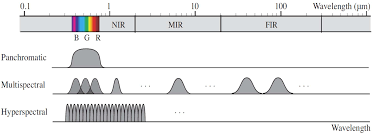 0.1 1 10 100 Wavelength (μm)
B G R NIR MIR FIR
Panchromatic
Multispectral ... ...
Hyperspectral ...
Wavelength